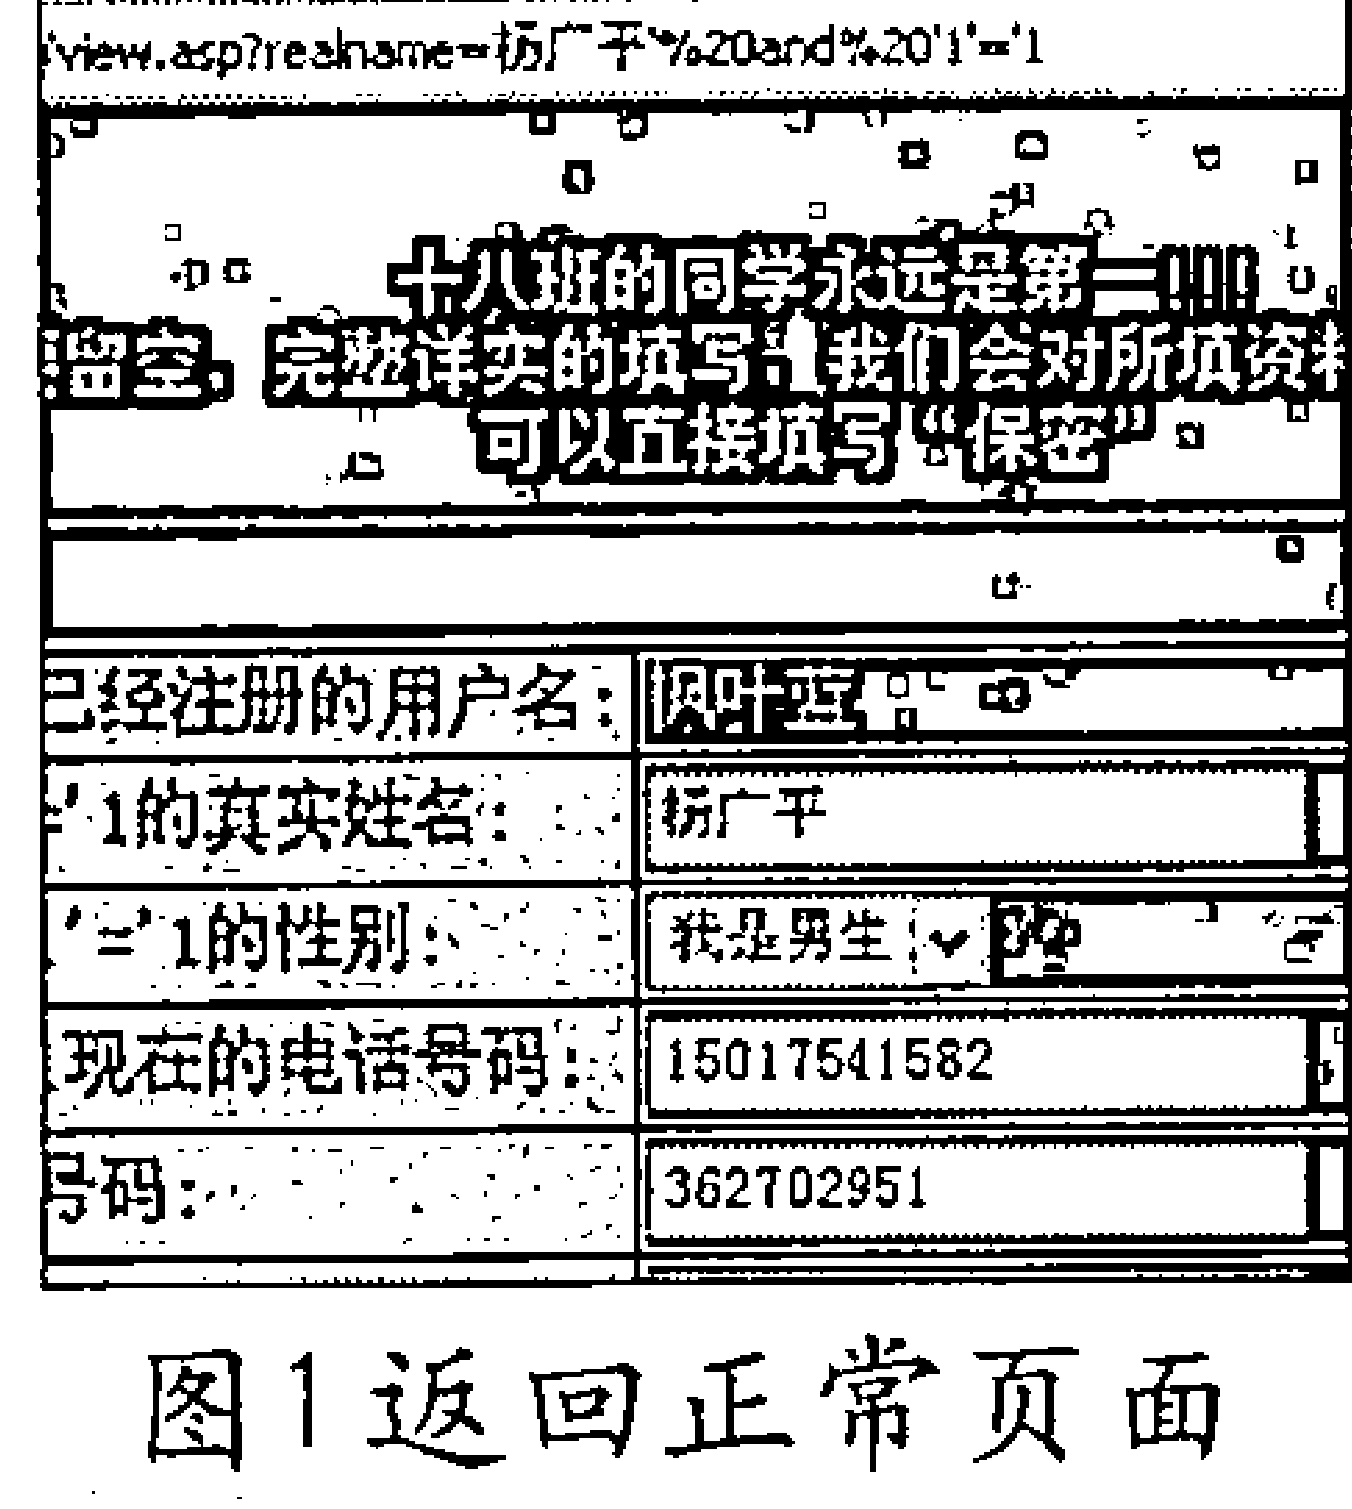 view.asp?realname=杨广平'%20and%20'1'='1
十八班的同学永远是第一!!!!
留空。完整详实的填写,我们会对所填资料
可以直接填写“保密”
已经注册的用户名: 枫叶
='1的真实姓名: 杨广平
'='1的性别: 我是男生
现在的电话号码: 15017541582
号码: 362702951
图1返回正常页面